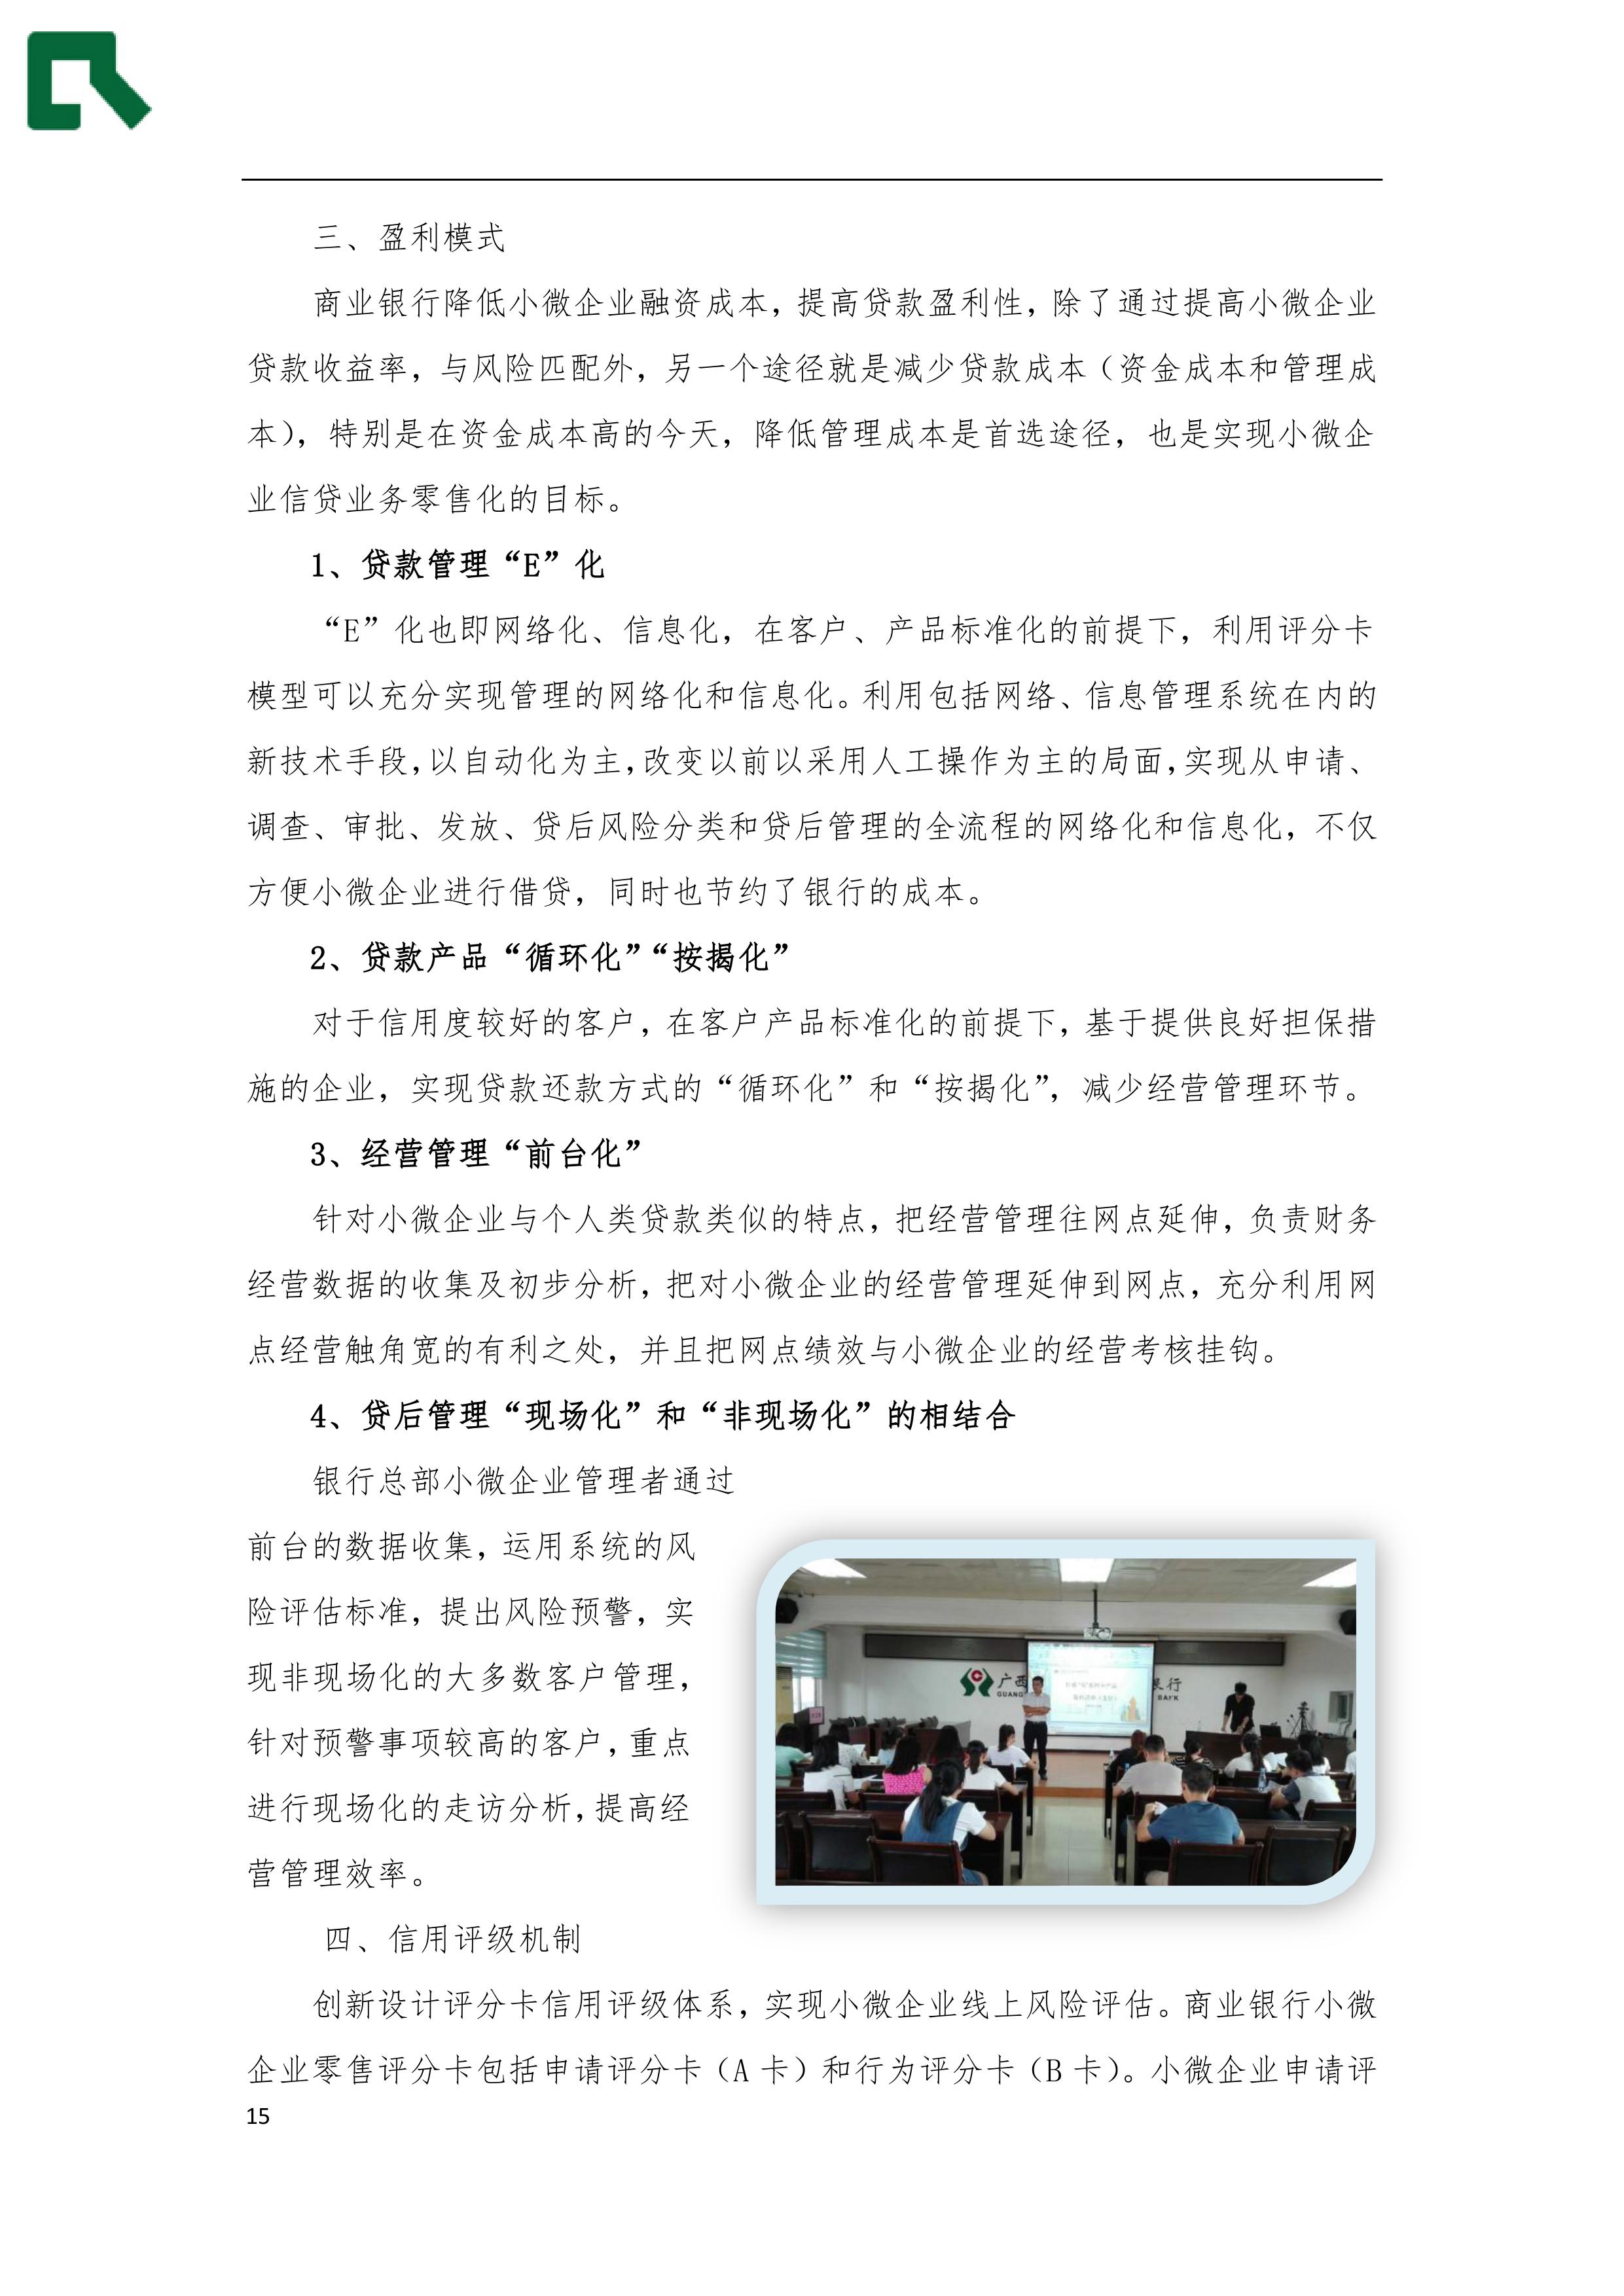 三、盈利模式
商业银行降低小微企业融资成本，提高贷款盈利性，除了通过提高小微企业
贷款收益率，与风险匹配外，另一个途径就是减少贷款成本（资金成本和管理成
本），特别是在资金成本高的今天，降低管理成本是首选途径，也是实现小微企
业信贷业务零售化的目标。
1、贷款管理“E”化
“E”化也即网络化、信息化，在客户、产品标准化的前提下，利用评分卡
模型可以充分实现管理的网络化和信息化。利用包括网络、信息管理系统在内的
新技术手段，以自动化为主，改变以前以采用人工操作为主的局面，实现从申请、
调查、审批、发放、贷后风险分类和贷后管理的全流程的网络化和信息化，不仅
方便小微企业进行借贷，同时也节约了银行的成本。
2、贷款产品“循环化”“按揭化”
对于信用度较好的客户，在客户产品标准化的前提下，基于提供良好担保措
施的企业，实现贷款还款方式的“循环化”和“按揭化”，减少经营管理环节。
3、经营管理“前台化”
针对小微企业与个人类贷款类似的特点，把经营管理往网点延伸，负责财务
经营数据的收集及初步分析，把对小微企业的经营管理延伸到网点，充分利用网
点经营触角宽的有利之处，并且把网点绩效与小微企业的经营考核挂钩。
4、贷后管理“现场化”和“非现场化”的相结合
银行总部小微企业管理者通过
前台的数据收集，运用系统的风
险评估标准，提出风险预警，实
现非现场化的大多数客户管理，
针对预警事项较高的客户，重点
进行现场化的走访分析，提高经
营管理效率。
广西
GUANG
四、信用评级机制
创新设计评分卡信用评级体系，实现小微企业线上风险评估。商业银行小微
企业零售评分卡包括申请评分卡（A 卡）和行为评分卡（B 卡）。小微企业申请评
15